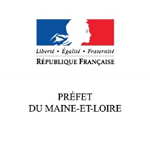 Liberté • Égalité • Fraternité
RÉPUBLIQUE FRANÇAISE
PRÉFET
DU MAINE-ET-LOIRE